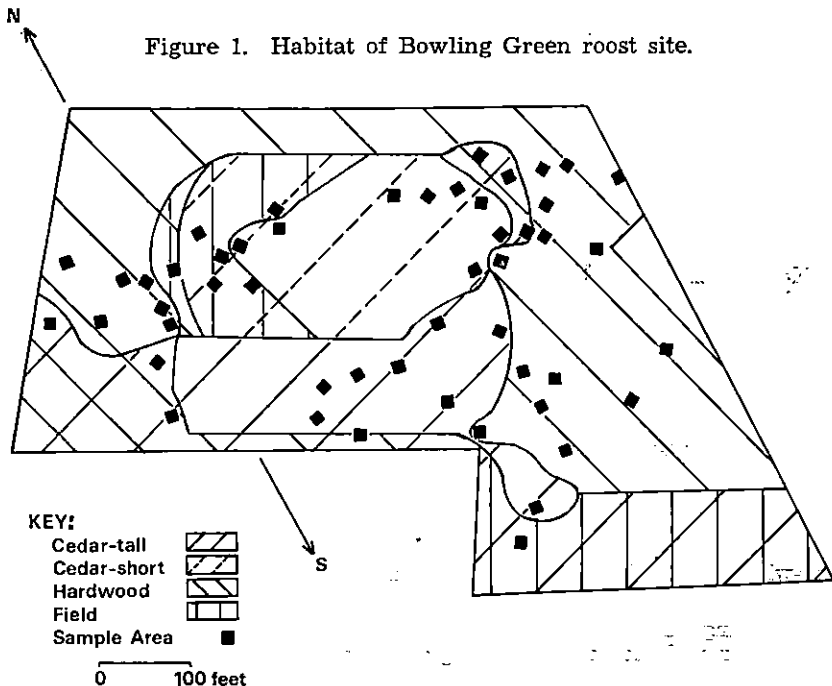 N
Figure 1. Habitat of Bowling Green roost site.
S
KEY:
Cedar-tall
Cedar-short
Hardwood
Field
Sample Area
0 100 feet